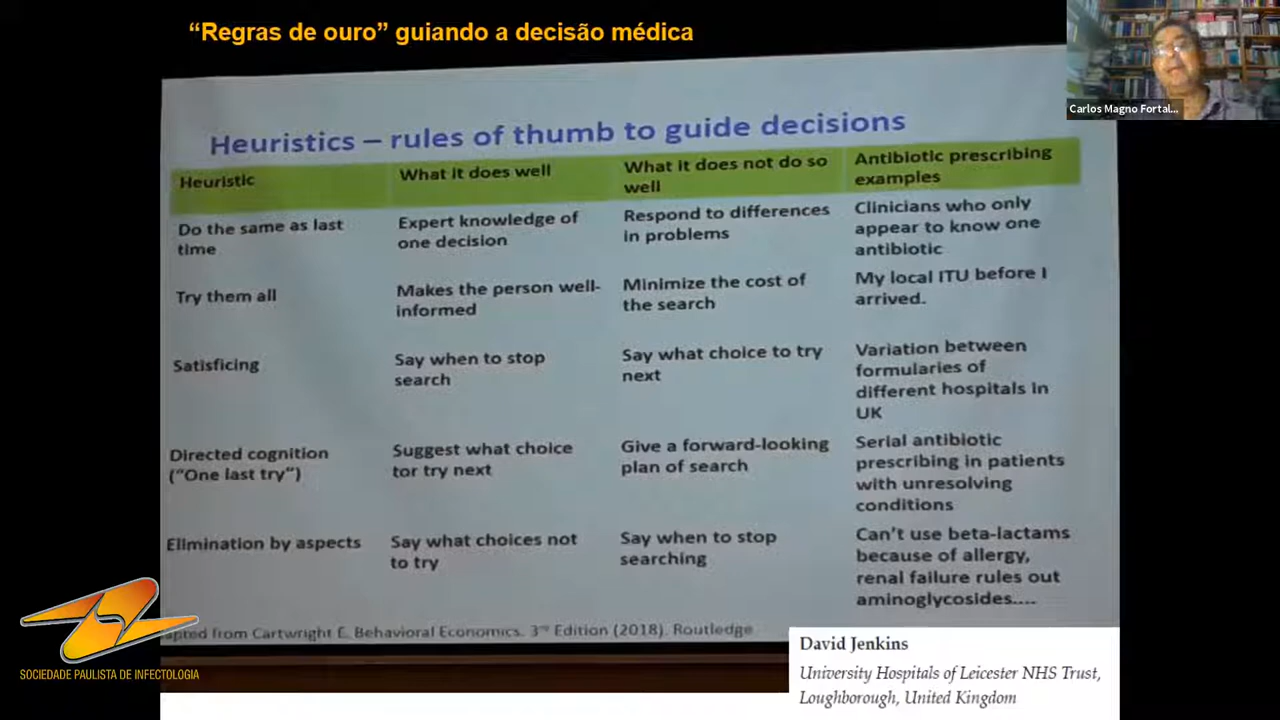 “Regras de ouro” guiando a decisão médica
Carlos Magno Fortal...
Heuristics – rules of thumb to guide decisions
Heuristic
What it does well
What it does not do so
well
Antibiotic prescribing
examples
Do the same as last
time
Expert knowledge of
one decision
Respond to differences
in problems
Clinicians who only
appear to know one
antibiotic
Try them all
Makes the person well-
informed
Minimize the cost of
the search
My local ITU before I
arrived.
Satisficing
Say when to stop
search
Say what choice to try
next
Variation between
formularies of
different hospitals in
UK
Directed cognition
(“One last try”)
Suggest what choice
tor try next
Give a forward-looking
plan of search
Serial antibiotic
prescribing in patients
with unresolving
conditions
Elimination by aspects
Say what choices not
to try
Say when to stop
searching
Can’t use beta-lactams
because of allergy,
renal failure rules out
aminoglycosides....
apted from Cartwright E. Behavioral Economics. 3rd Edition (2018). Routledge
SOCIEDADE PAULISTA DE INFECTOLOGIA
David Jenkins
University Hospitals of Leicester NHS Trust,
Loughborough, United Kingdom